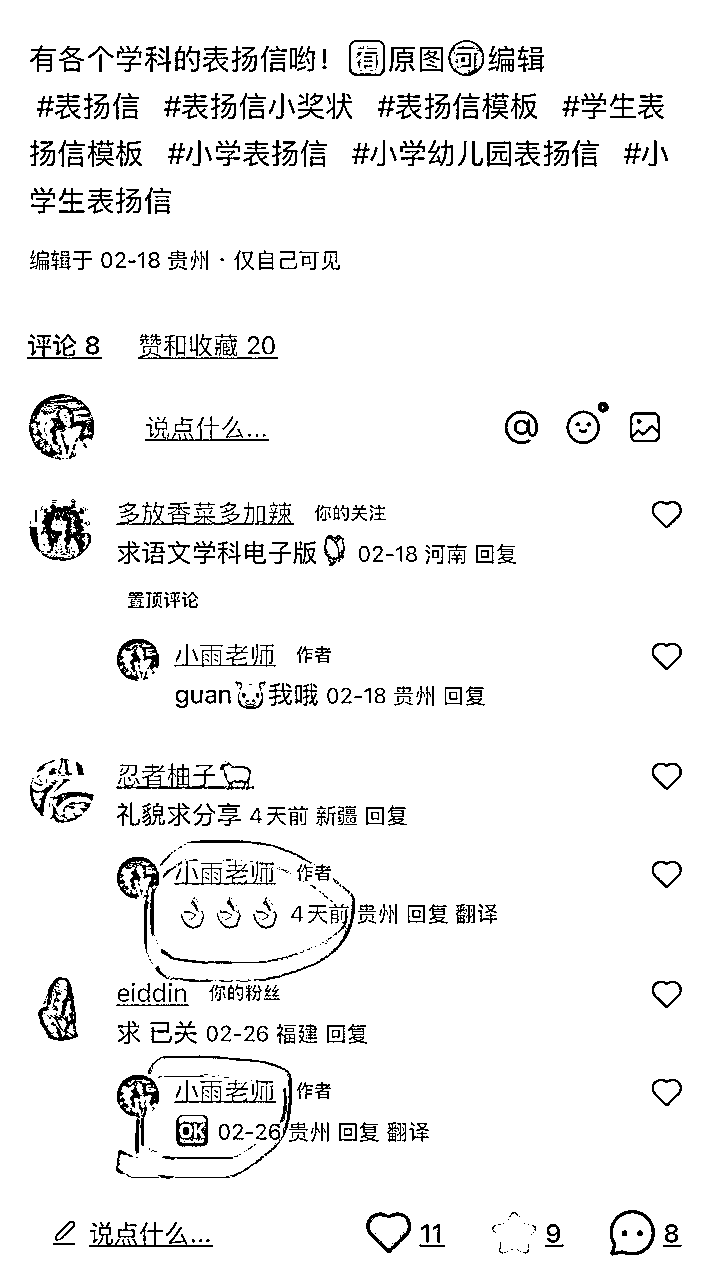 有各个学科的表扬信哟！有原图可编辑
#表扬信 #表扬信小奖状 #表扬信模板 #学生表
扬信模板 #小学表扬信 #小学幼儿园表扬信 #小
学生表扬信
编辑于 02-18 贵州 · 仅自己可见
评论 8 赞和收藏 20
说点什么...
多放香菜多加辣 你的关注
求语文学科电子版🌷 02-18 河南 回复
置顶评论
小雨老师 作者
guan🐷我哦 02-18 贵州 回复
忍者柚子🐑
礼貌求分享 4天前 新疆 回复
小雨老师 作者
👌👌👌 4天前 贵州 回复 翻译
eiddin 你的粉丝
求 已关 02-26 福建 回复
小雨老师 作者
🆗 02-26 贵州 回复 翻译
说点什么... 11 9 8